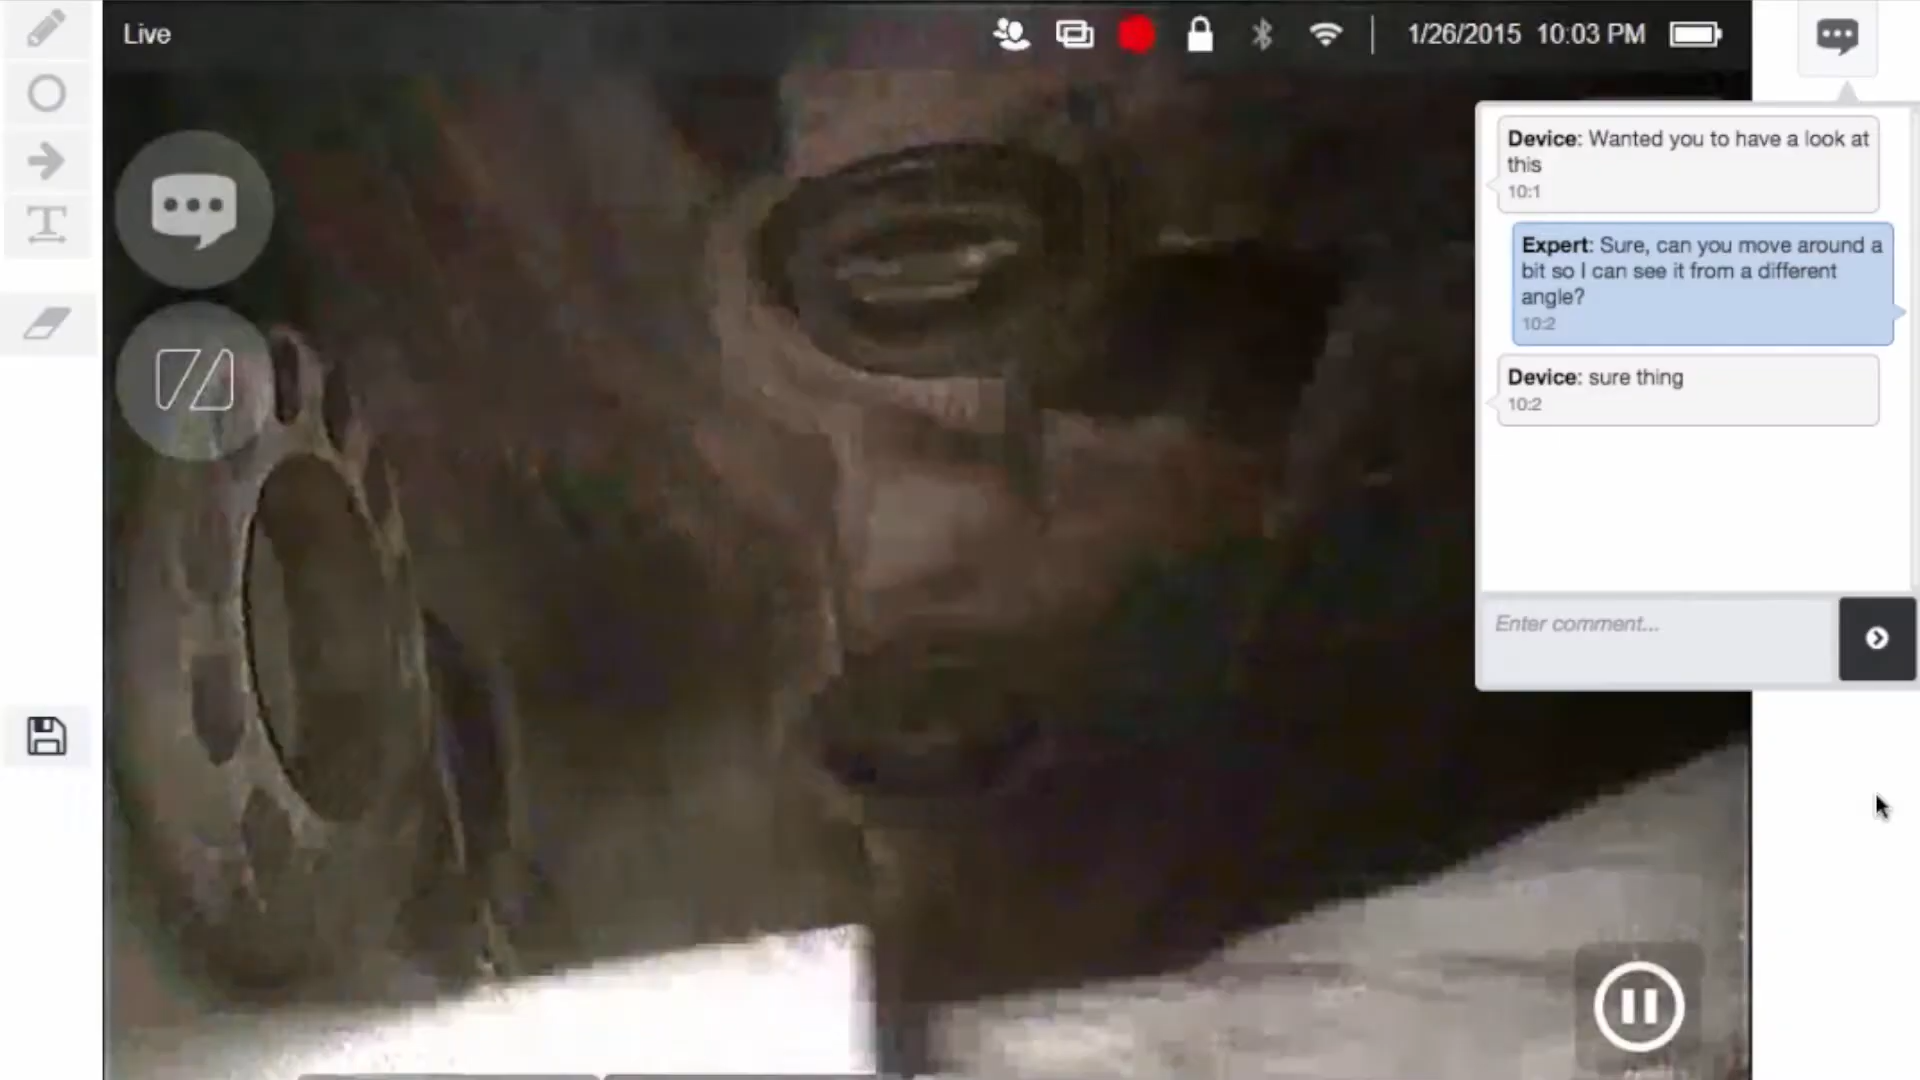 Live
1/26/2015 10:03 PM
Device: Wanted you to have a look at
this
10:1
Expert: Sure, can you move around a
bit so I can see it from a different
angle?
10:2
Device: sure thing
10:2
Enter comment...
T